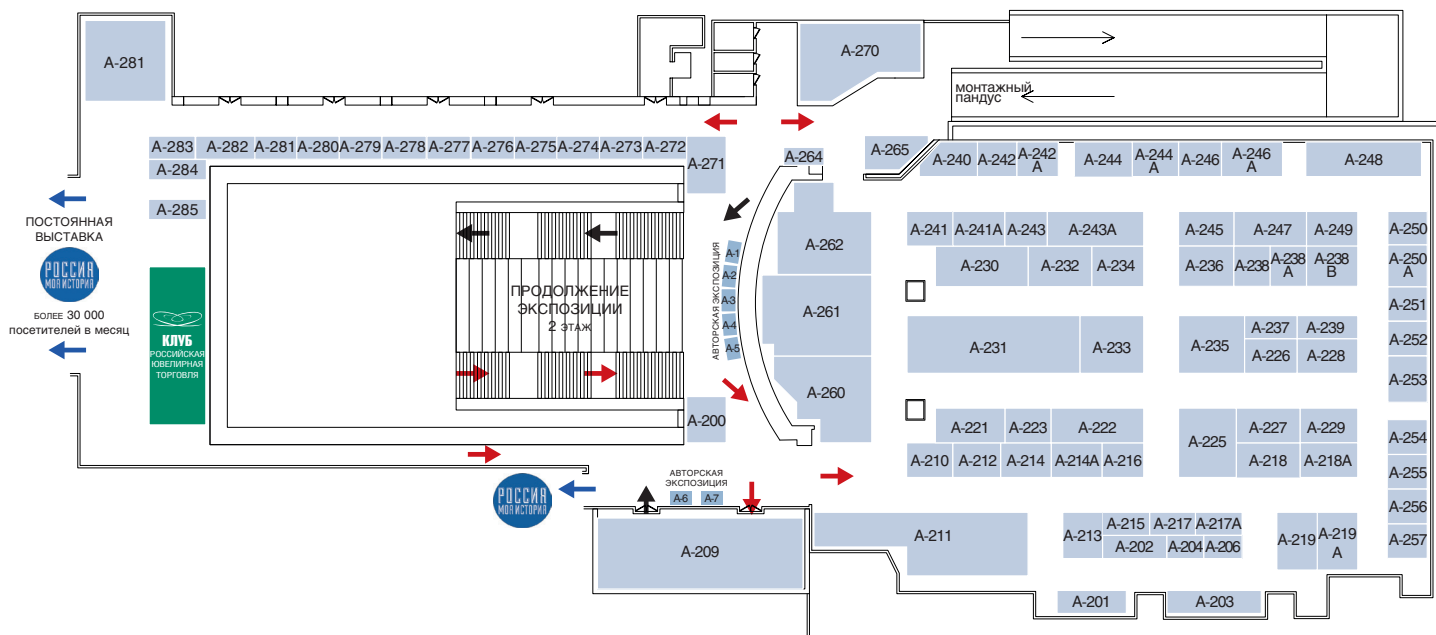 А-281
А-270
МОНТАЖНЫЙ
ПАНДУС
А-283
А-282
А-281
А-280
А-279
А-278
А-277
А-276
А-275
А-274
А-273
А-272
А-271
А-264
А-265
А-240
А-242
А-242
А
А-244
А-244
А
А-246
А-246
А
А-248
А-284
А-285
ПОСТОЯННАЯ
ВЫСТАВКА
РОССИЯ
МОЯ ИСТОРИЯ
БОЛЕЕ 30 000
посетителей в месяц
КЛУБ
РОССИЙСКАЯ
ЮВЕЛИРНАЯ
ТОРГОВЛЯ
ПРОДОЛЖЕНИЕ
ЭКСПОЗИЦИИ
2 ЭТАЖ
АВТОРСКАЯ ЭКСПОЗИЦИЯ
А-1
А-2
А-3
А-4
А-5
А-262
А-261
А-260
А-200
А-241
А-241А
А-243
А-243А
А-245
А-247
А-249
А-250
А-230
А-232
А-234
А-236
А-238
А-238
А
А-238
В
А-250
А
А-251
А-231
А-233
А-235
А-237
А-239
А-226
А-228
А-252
А-253
А-221
А-223
А-222
А-225
А-227
А-229
А-254
А-210
А-212
А-214
А-214А
А-216
А-218
А-218А
А-255
АВТОРСКАЯ
ЭКСПОЗИЦИЯ
А-6
А-7
РОССИЯ
МОЯ ИСТОРИЯ
А-209
А-211
А-213
А-215
А-217
А-217А
А-202
А-204
А-206
А-219
А-219
А
А-256
А-257
А-201
А-203